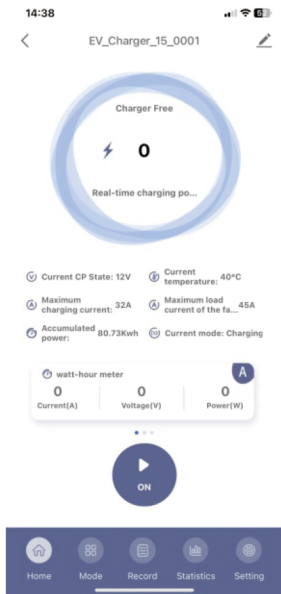 14:38
EV_Charger_15_0001
Charger Free
0
Real-time charging po...
Current CP State: 12V
Current temperature: 40°C
Maximum charging current: 32A
Maximum load current of the fa... 45A
Accumulated power: 80.73Kwh
Current mode: Charging
watt-hour meter
A
0 0 0
Current(A) Voltage(V) Power(W)
ON
Home Mode Record Statistics Setting